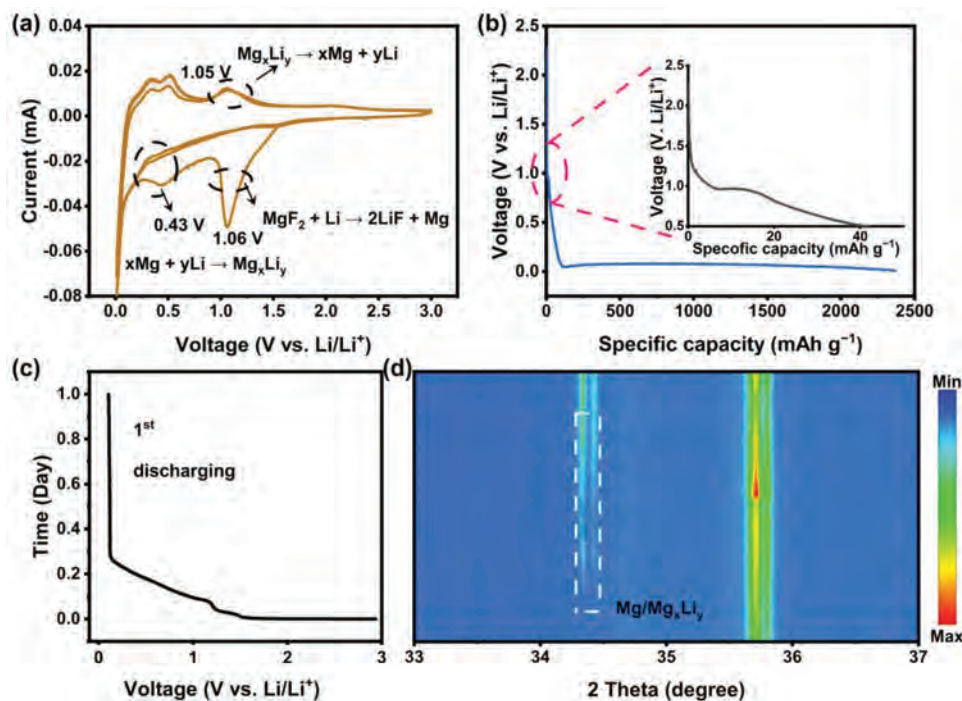 (a)
0.04
0.02
0.00
-0.02
-0.04
-0.06
-0.08
Current (mA)
MgₓLiᵧ → xMg + yLi
1.05 V
0.43 V
1.06 V
MgF₂ + Li → 2LiF + Mg
xMg + yLi → MgₓLiᵧ
0.0 0.5 1.0 1.5 2.0 2.5 3.0
Voltage (V vs. Li/Li⁺)
(b)
2.5
2.0
1.5
1.0
0.5
0.0
Voltage (V vs. Li/Li⁺)
2.5
2.0
1.5
1.0
0.5
Voltage (V. Li/Li⁺)
0 20 40
Specofic capacity (mAh g⁻¹)
0 500 1000 1500 2000 2500
Specific capacity (mAh g⁻¹)
(c)
1.0
0.8
0.6
0.4
0.2
0.0
Time (Day)
1ˢᵗ
discharging
0 1 2 3
Voltage (V vs. Li/Li⁺)
(d)
Mg/MgₓLiᵧ
33 34 35 36 37
2 Theta (degree)
Min
Max